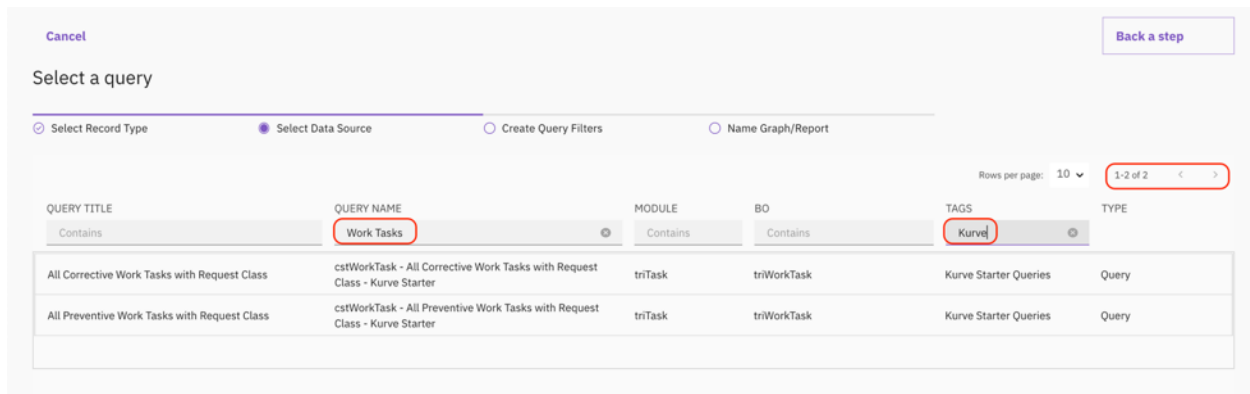 Cancel
Back a step
Select a query
Select Record Type
Select Data Source
Create Query Filters
Name Graph/Report
Rows per page: 10
1-2 of 2
QUERY TITLE QUERY NAME MODULE BO TAGS TYPE
Contains Work Tasks Contains Contains Kurve
All Corrective Work Tasks with Request Class cstWorkTask - All Corrective Work Tasks with Request triTask triWorkTask Kurve Starter Queries Query
Class - Kurve Starter
All Preventive Work Tasks with Request Class cstWorkTask - All Preventive Work Tasks with Request triTask triWorkTask Kurve Starter Queries Query
Class - Kurve Starter